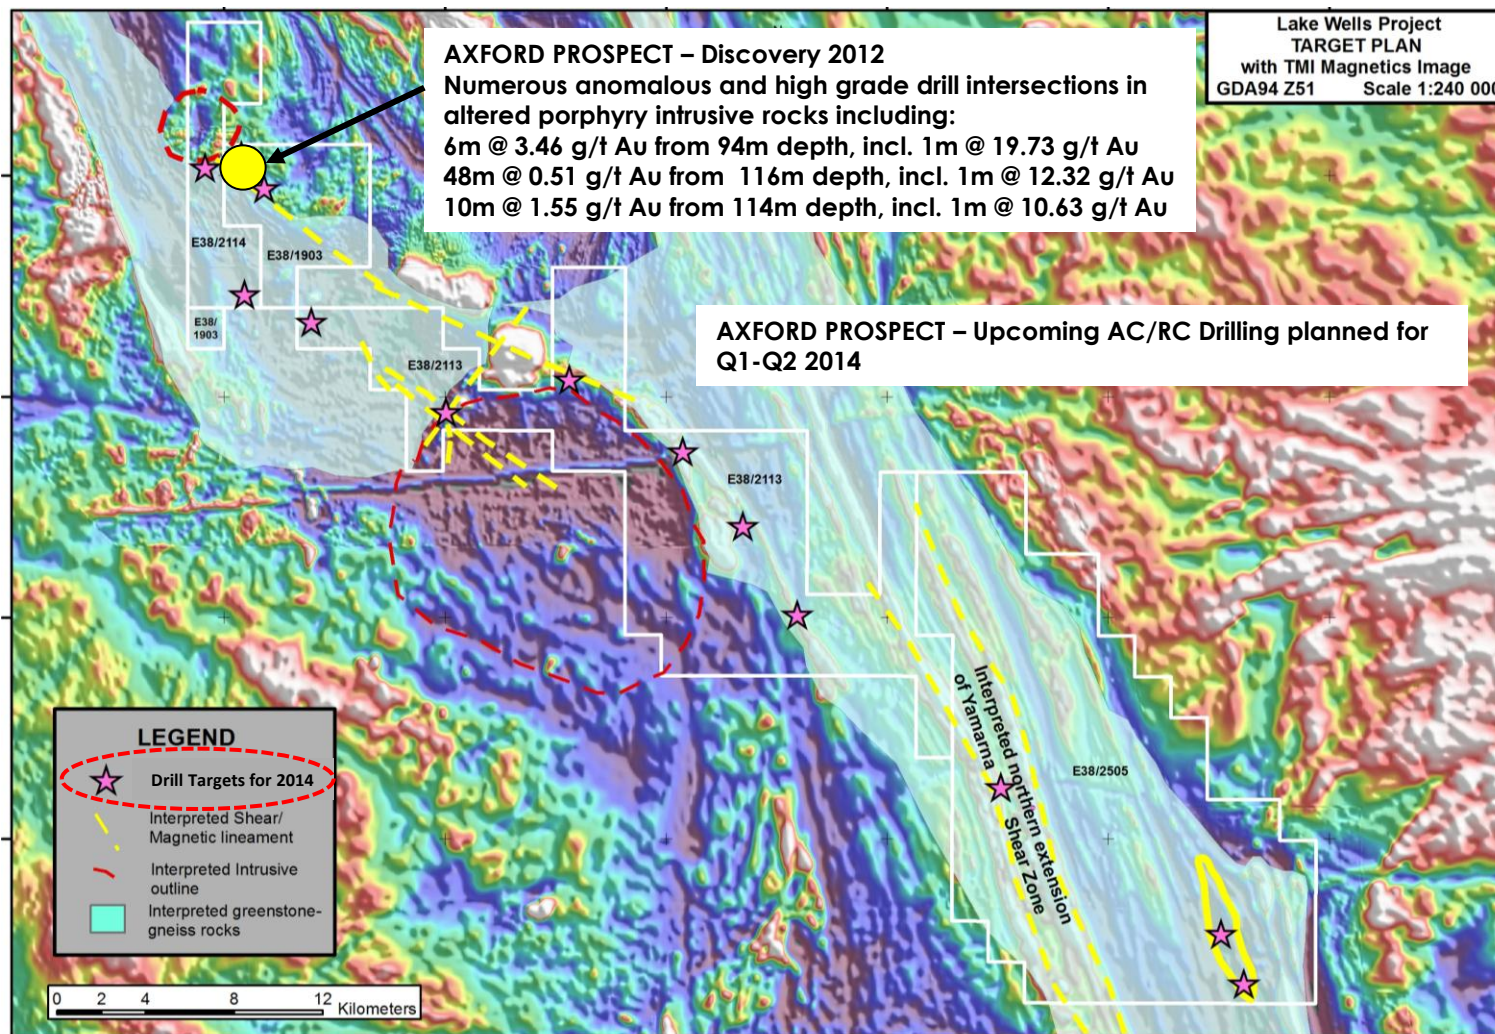 Lake Wells Project
TARGET PLAN
with TMI Magnetics Image
GDA94 Z51 Scale 1:240 000
AXFORD PROSPECT – Discovery 2012
Numerous anomalous and high grade drill intersections in
altered porphyry intrusive rocks including:
6m @ 3.46 g/t Au from 94m depth, incl. 1m @ 19.73 g/t Au
48m @ 0.51 g/t Au from 116m depth, incl. 1m @ 12.32 g/t Au
10m @ 1.55 g/t Au from 114m depth, incl. 1m @ 10.63 g/t Au
E38/2114
E38/1903
E38/
1903
E38/2113
AXFORD PROSPECT – Upcoming AC/RC Drilling planned for
Q1-Q2 2014
E38/2113
Interpreted northern extension
of Yamarna Shear Zone
E38/2505
LEGEND
Drill Targets for 2014
Interpreted Shear/
Magnetic lineament
Interpreted Intrusive
outline
Interpreted greenstone-
gneiss rocks
0 2 4 8 12 Kilometers